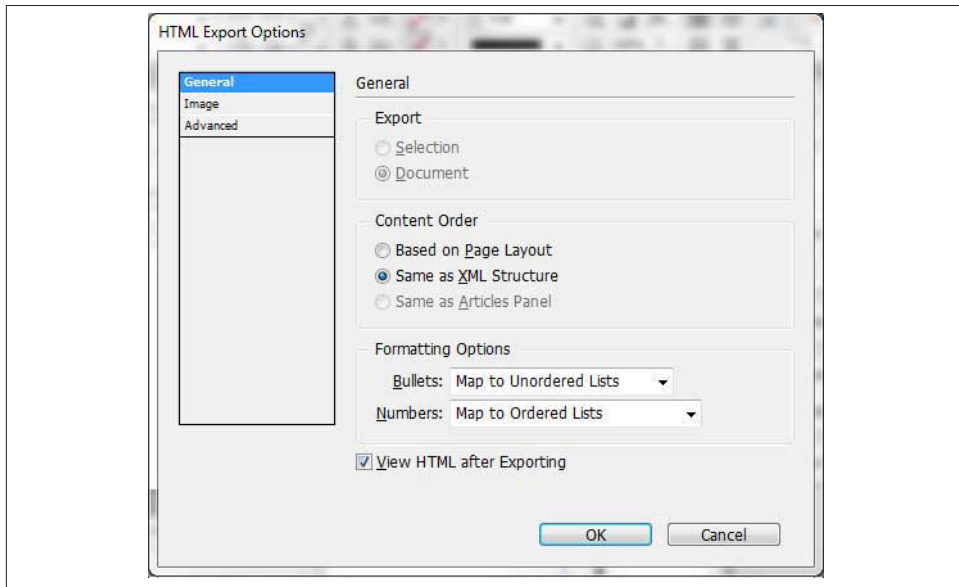 HTML Export Options
General
Image
Advanced
General
Export
Selection
Document
Content Order
Based on Page Layout
Same as XML Structure
Same as Articles Panel
Formatting Options
Bullets: Map to Unordered Lists
Numbers: Map to Ordered Lists
View HTML after Exporting
OK Cancel